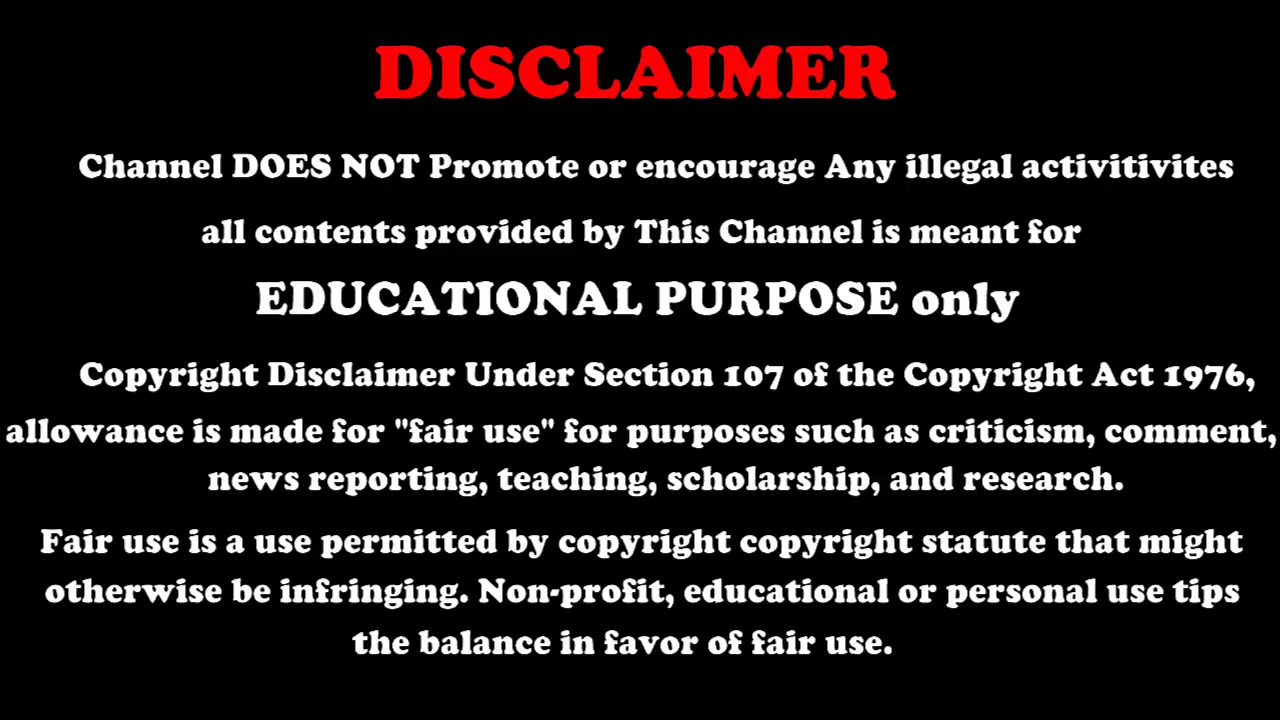 DISCLAIMER
Channel DOES NOT Promote or encourage Any illegal activitivites
all contents provided by This Channel is meant for
EDUCATIONAL PURPOSE only
Copyright Disclaimer Under Section 107 of the Copyright Act 1976,
allowance is made for "fair use" for purposes such as criticism, comment,
news reporting, teaching, scholarship, and research.
Fair use is a use permitted by copyright copyright statute that might
otherwise be infringing. Non-profit, educational or personal use tips
the balance in favor of fair use.